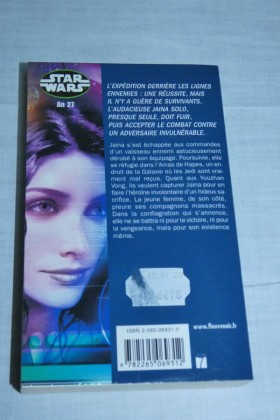 STAR
WARS
An 27
L'EXPÉDITION DERRIÈRE LES LIGNES
ENNEMIES : UNE RÉUSSITE, MAIS
IL N'Y A GUÈRE DE SURVIVANTS.
L'AUDACIEUSE JAINA SOLO,
PRESQUE SEULE, DOIT FUIR,
PUIS ACCEPTER LE COMBAT CONTRE
UN ADVERSAIRE INVULNÉRABLE.
Jaina s'est échappée aux commandes
d'un vaisseau ennemi astucieusement
dérobé à son équipage. Poursuivie, elle
se réfugie dans l'Amas de Hapes, un en-
droit de la Galaxie où les Jedi sont vrai-
ment mal reçus. Quant aux Yuuzhan
Vong, ils veulent capturer Jaina pour en
faire l'héroïne involontaire d'un hideux sa-
crifice. La jeune femme, de son côté,
pleure ses compagnons massacrés.
Dans la conflagration qui s'annonce,
elle ne se battra ni pour la victoire, ni pour
la vengeance, mais pour son existence
même.
ISBN: 2-265-06931-0
9 782265 069312
www.fleuvenoir.fr